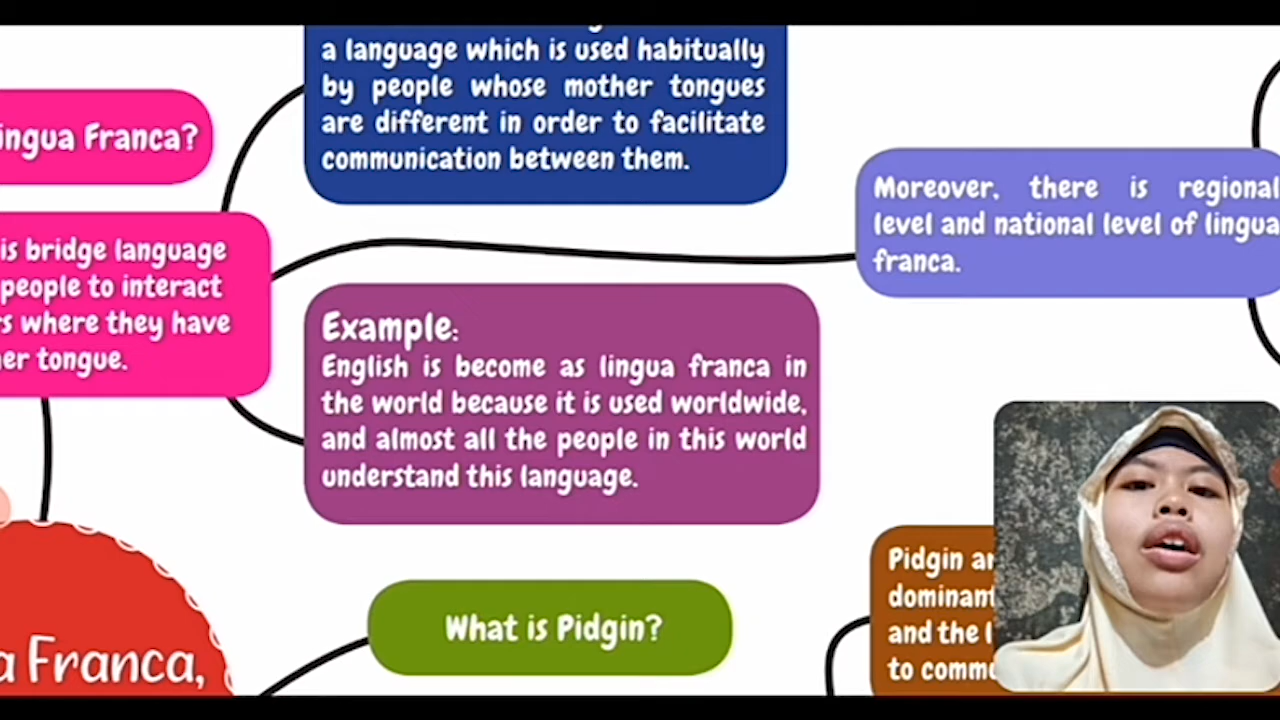 a language which is used habitually
by people whose mother tongues
are different in order to facilitate
communication between them.
ingua Franca?
is bridge language
people to interact
where they have
tongue.
Moreover, there is regional
level and national level of lingua
franca.
Example:
English is become as lingua franca in
the world because it is used worldwide,
and almost all the people in this world
understand this language.
What is Pidgin?
Pidgin
dominant
and the
to
Franca,